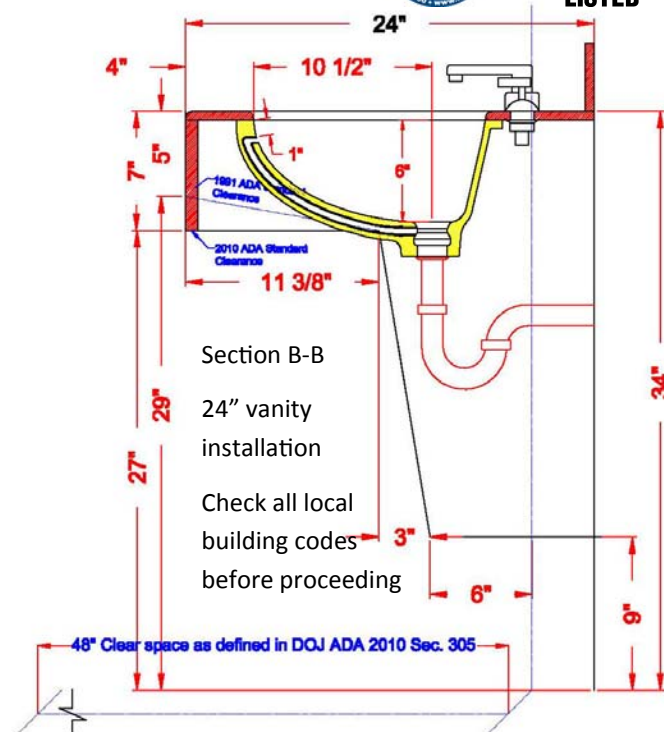 LISTED
24"
4"
10 1/2"
7"
5"
1"
6"
1991 ADA Standard
Clearance
2010 ADA Standard
Clearance
11 3/8"
Section B-B
24” vanity
installation
Check all local
building codes
before proceeding
29"
27"
34"
3"
6"
9"
48" Clear space as defined in DOJ ADA 2010 Sec. 305